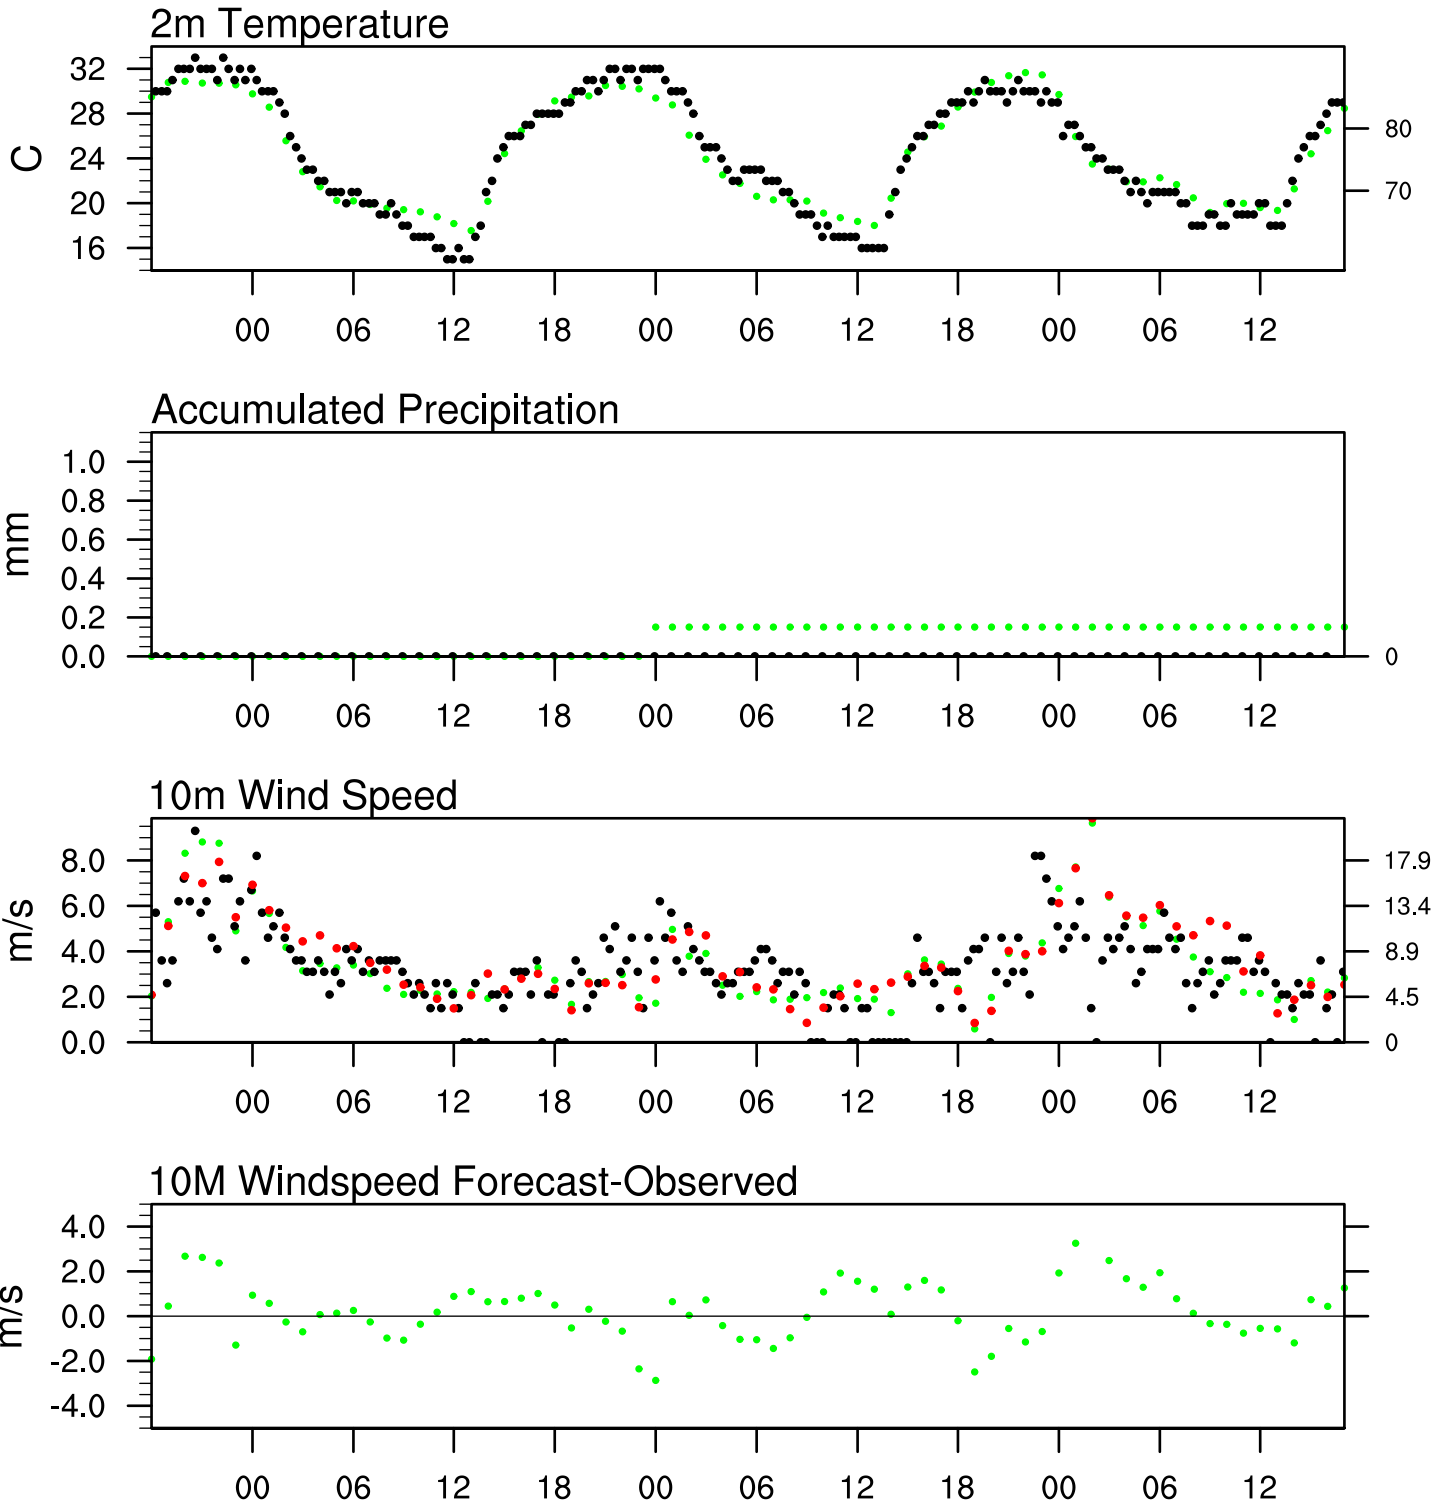 2m Temperature
32
28
24
20
16
C
80
70
00 06 12 18 00 06 12 18 00 06 12
Accumulated Precipitation
1.0
0.8
0.6
0.4
0.2
0.0
mm
0
00 06 12 18 00 06 12 18 00 06 12
10m Wind Speed
8.0
6.0
4.0
2.0
0.0
m/s
17.9
13.4
8.9
4.5
0
00 06 12 18 00 06 12 18 00 06 12
10M Windspeed Forecast-Observed
4.0
2.0
0.0
-2.0
-4.0
m/s
00 06 12 18 00 06 12 18 00 06 12